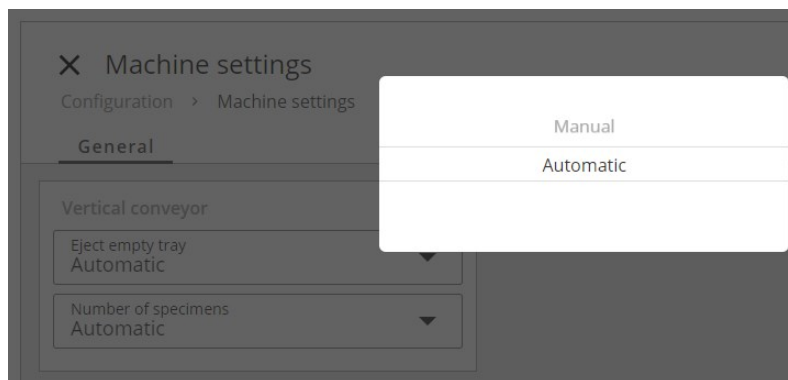 Machine settings
Configuration > Machine settings
General
Manual
Automatic
Vertical conveyor
Eject empty tray
Automatic
Number of specimens
Automatic